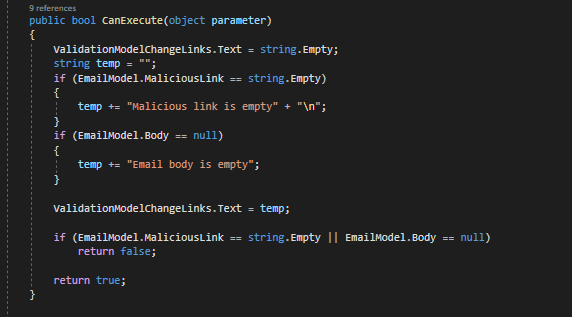 9 references
public bool CanExecute(object parameter)
{
ValidationModelChangeLinks.Text = string.Empty;
string temp = "";
if (EmailModel.MaliciousLink == string.Empty)
{
temp += "Malicious link is empty" + "\n";
}
if (EmailModel.Body == null)
{
temp += "Email body is empty";
}
ValidationModelChangeLinks.Text = temp;
if (EmailModel.MaliciousLink == string.Empty || EmailModel.Body == null)
return false;
return true;
}